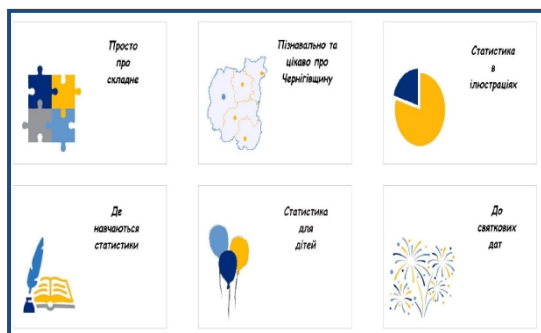 Просто
про
складне
Пізнавально та
цікаво про
Чернігівщину
Статистика
в
ілюстраціях
Де
навчаються
статистики
Статистика
для
дітей
До
святкових
дат